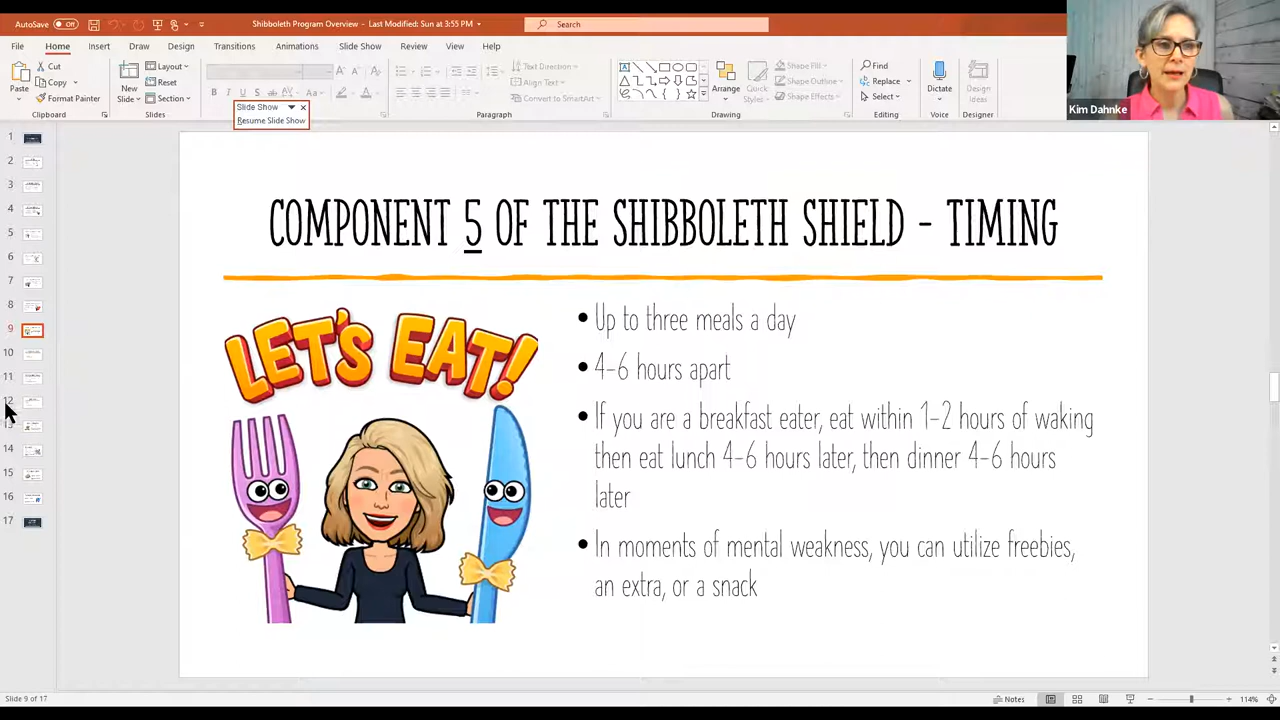 AutoSave Off
Shibboleth Program Overview - Last Modified: Sun at 3:55 PM
Search
File Home Insert Draw Design Transitions Animations Slide Show Review View Help
Paste
Cut
Copy
Format Painter
Clipboard
New Slide
Layout
Reset
Section
Slides
Slide Show
Resume Slide Show
Text Direction
Align Text
Convert to SmartArt
Paragraph
Arrange
Quick Styles
Shape Fill
Shape Outline
Shape Effects
Drawing
Find
Replace
Select
Editing
Dictate
Voice
Design Ideas
Designer
Kim Dahnke
1
2
3
4
5
6
7
8
9
10
11
12
13
14
15
16
17
COMPONENT 5 OF THE SHIBBOLETH SHIELD - TIMING
LET'S EAT!
• Up to three meals a day
• 4-6 hours apart
• If you are a breakfast eater, eat within 1-2 hours of waking
then eat lunch 4-6 hours later, then dinner 4-6 hours
later
• In moments of mental weakness, you can utilize freebies,
an extra, or a snack
Slide 9 of 17
Notes
114%